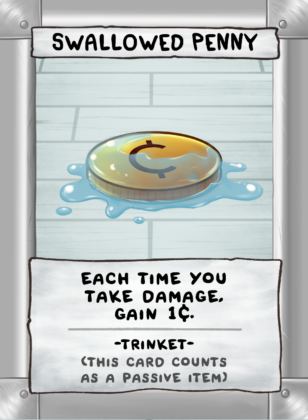 SWALLOWED PENNY
¢
EACH TIME YOU
TAKE DAMAGE,
GAIN 1¢.
-TRINKET-
(THIS CARD COUNTS
AS A PASSIVE ITEM)